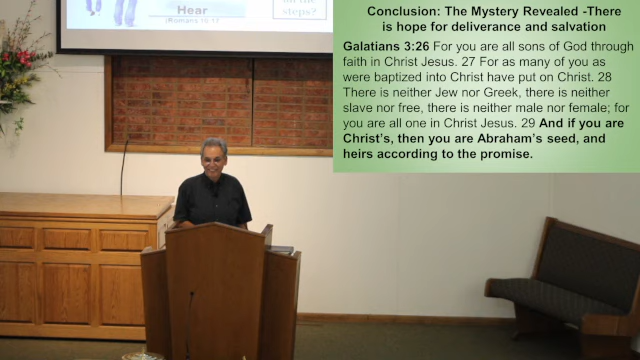 Hear
(Romans 10:17
steps?
Conclusion: The Mystery Revealed -There
is hope for deliverance and salvation
Galatians 3:26 For you are all sons of God through
faith in Christ Jesus. 27 For as many of you as
were baptized into Christ have put on Christ. 28
There is neither Jew nor Greek, there is neither
slave nor free, there is neither male nor female; for
you are all one in Christ Jesus. 29 And if you are
Christ's, then you are Abraham's seed, and
heirs according to the promise.